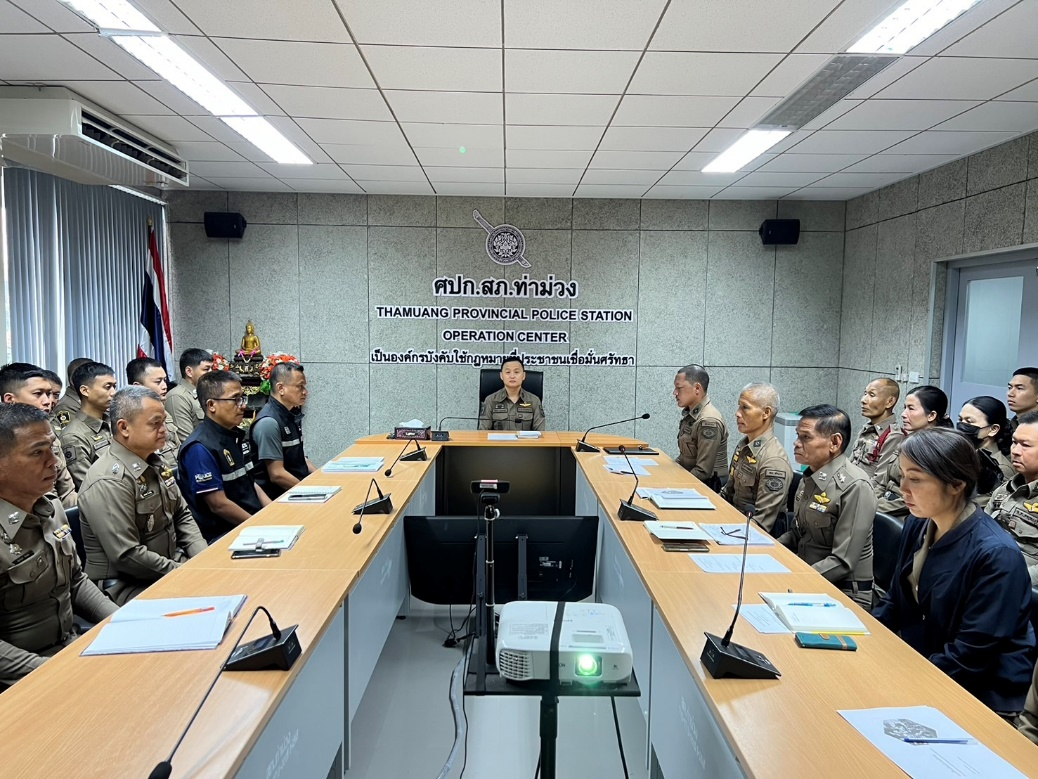 ศปก.สภ.ท่าม่วง
THAMUANG PROVINCIAL POLICE STATION
OPERATION CENTER
เป็นองค์กรบังคับใช้กฎหมายที่ประชาชนเชื่อมั่นศรัทธา
POLICE